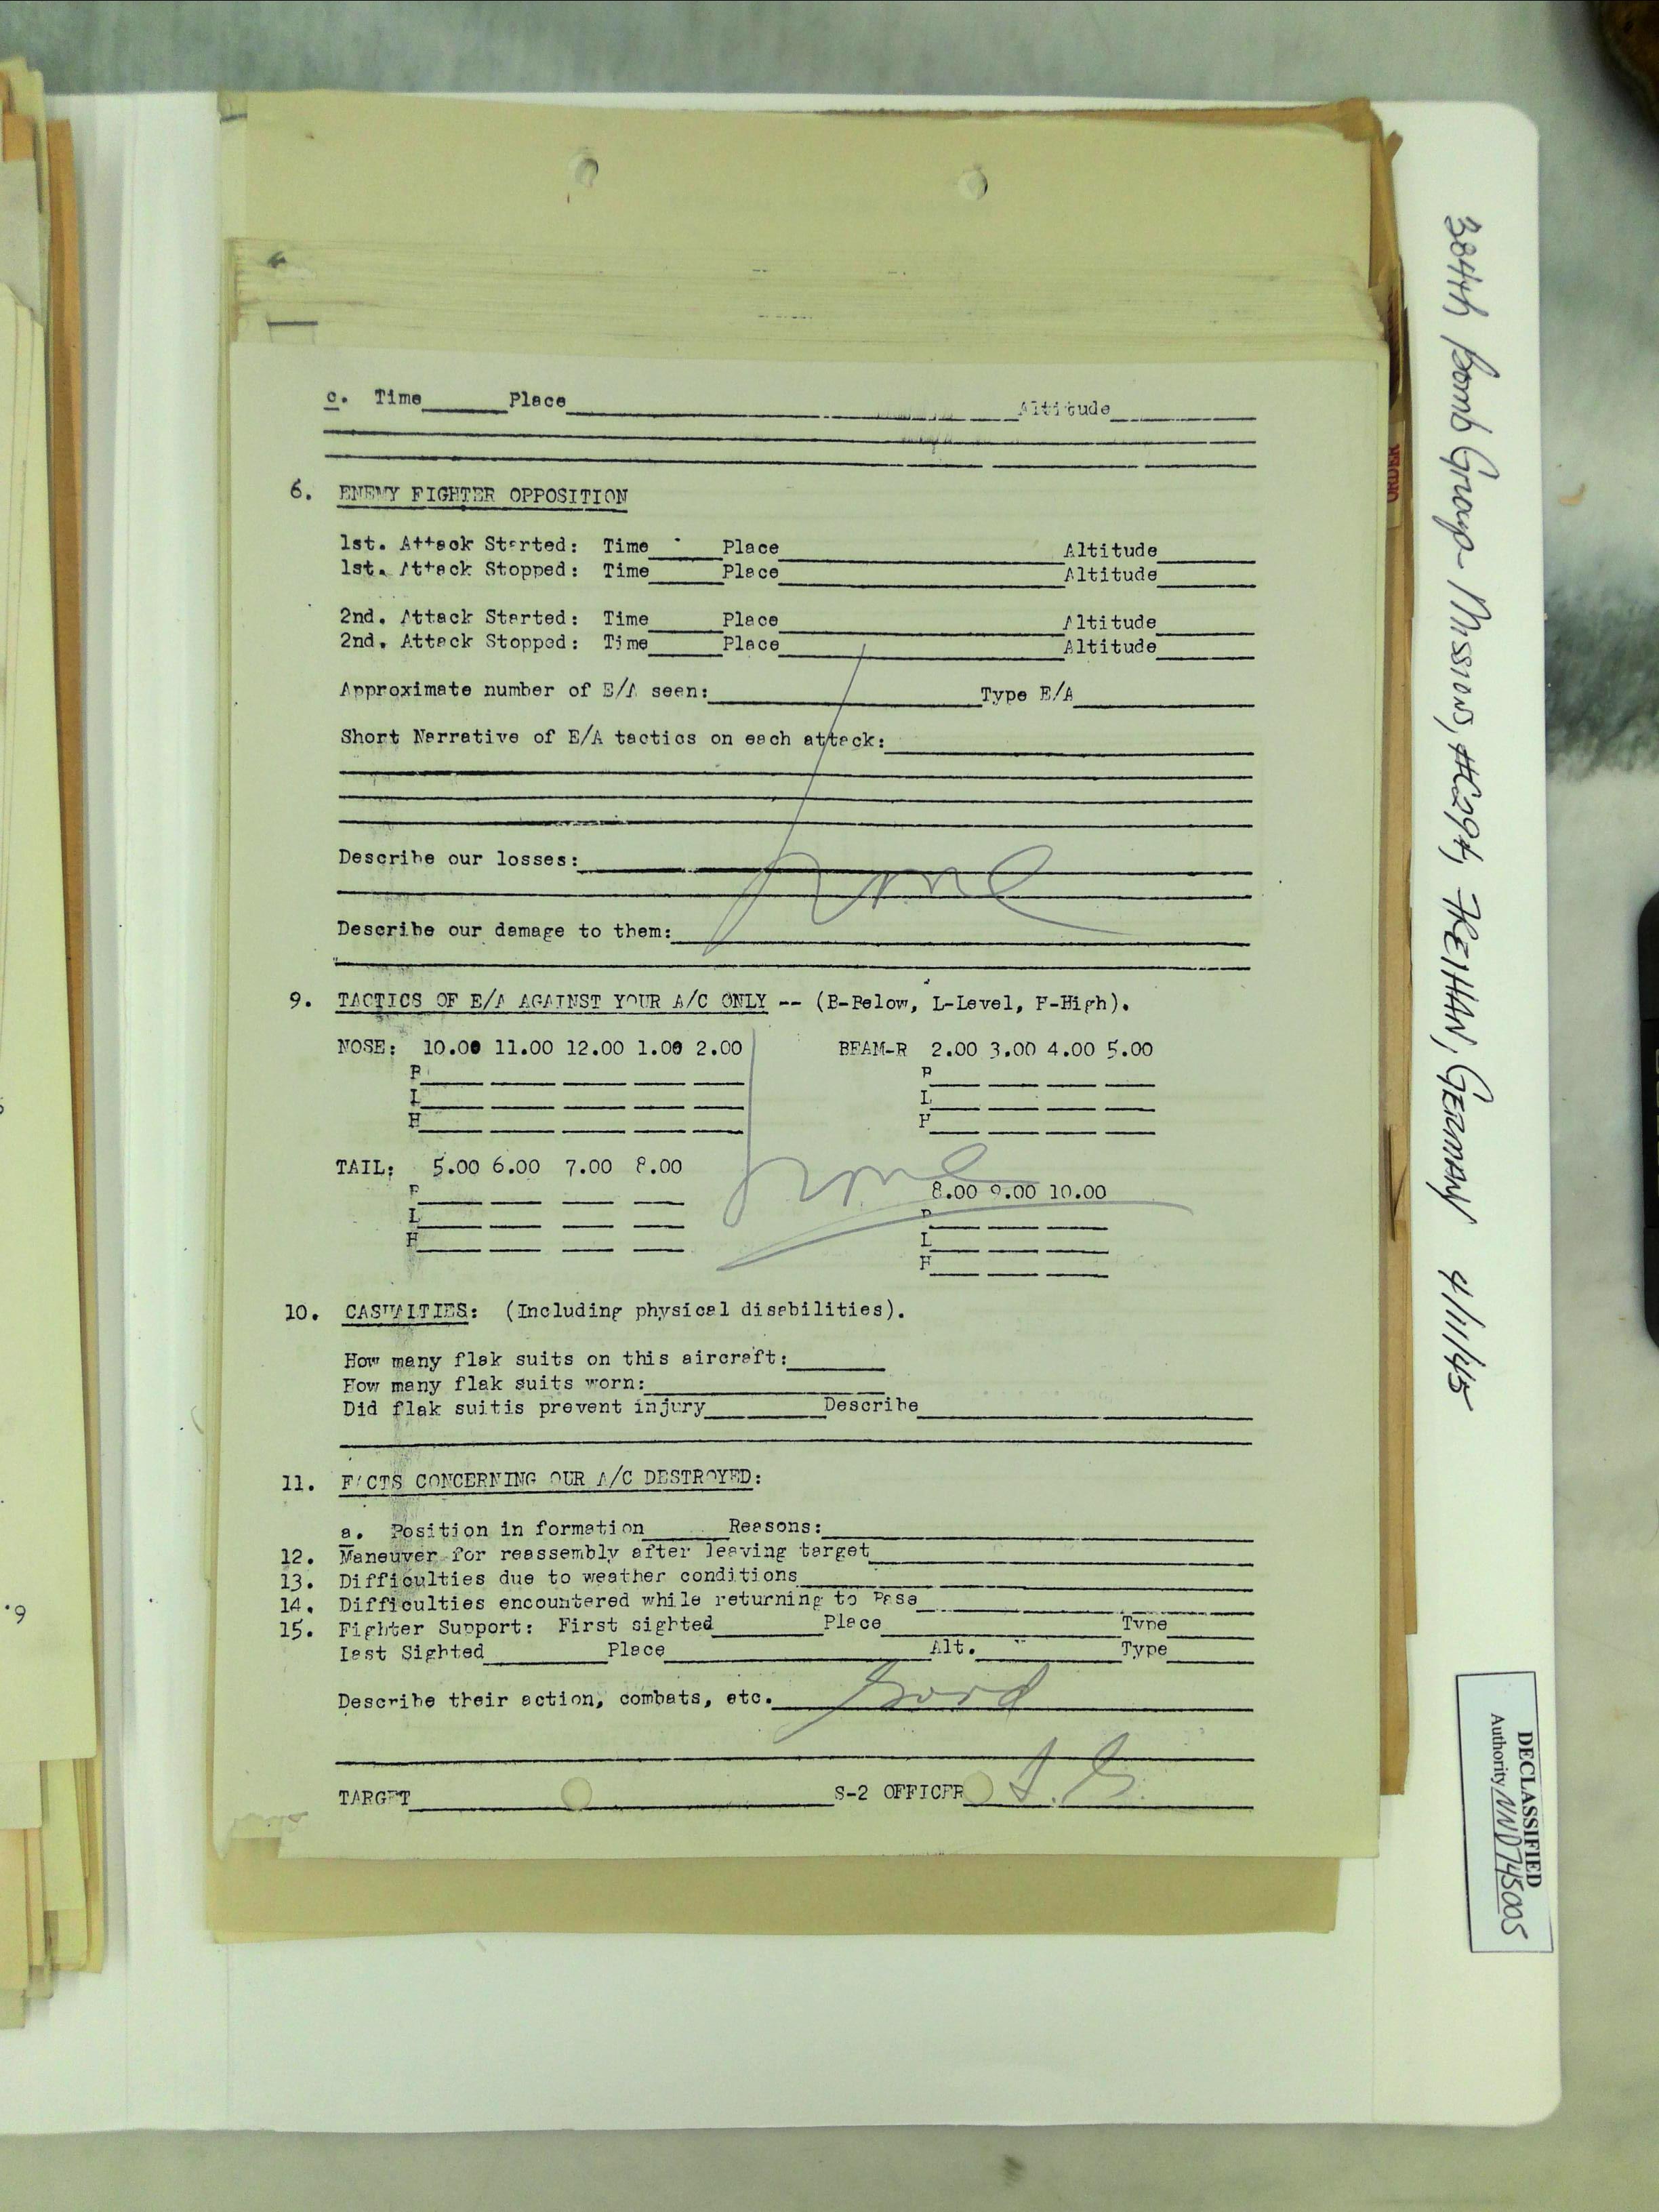 c. Time Place Altitude
6. ENEMY FIGHTER OPPOSITION
1st. Attack Started: Time Place Altitude
1st. Attack Stopped: Time Place Altitude
2nd. Attack Started: Time Place Altitude
2nd. Attack Stopped: Time Place Altitude
Approximate number of E/A seen: Type E/A
Short Narrative of E/A tactics on each attack:
Describe our losses:
none
Describe our damage to them:
9. TACTICS OF E/A AGAINST YOUR A/C ONLY -- (B-Below, L-Level, F-High).
NOSE: 10.00 11.00 12.00 1.00 2.00 BEAM-R 2.00 3.00 4.00 5.00
B B
L L
H H
TAIL: 5.00 6.00 7.00 8.00
none
8.00 9.00 10.00
B B
L L
H H
10. CASUALTIES: (Including physical disabilities).
How many flak suits on this aircraft:
How many flak suits worn:
Did flak suitis prevent injury Describe
11. FACTS CONCERNING OUR A/C DESTROYED:
a. Position in formation Reasons:
12. Maneuver for reassembly after leaving target
13. Difficulties due to weather conditions
14. Difficulties encountered while returning to Base
15. Fighter Support: First sighted Place Type
Last Sighted Place Alt. Type
Describe their action, combats, etc. Good
TARGET S-2 OFFICER J.G.
384th Bomb Group - Missions, #294, FREIHAN, GERMANY 4/11/45
ORDER
DECLASSIFIED
Authority NND745005